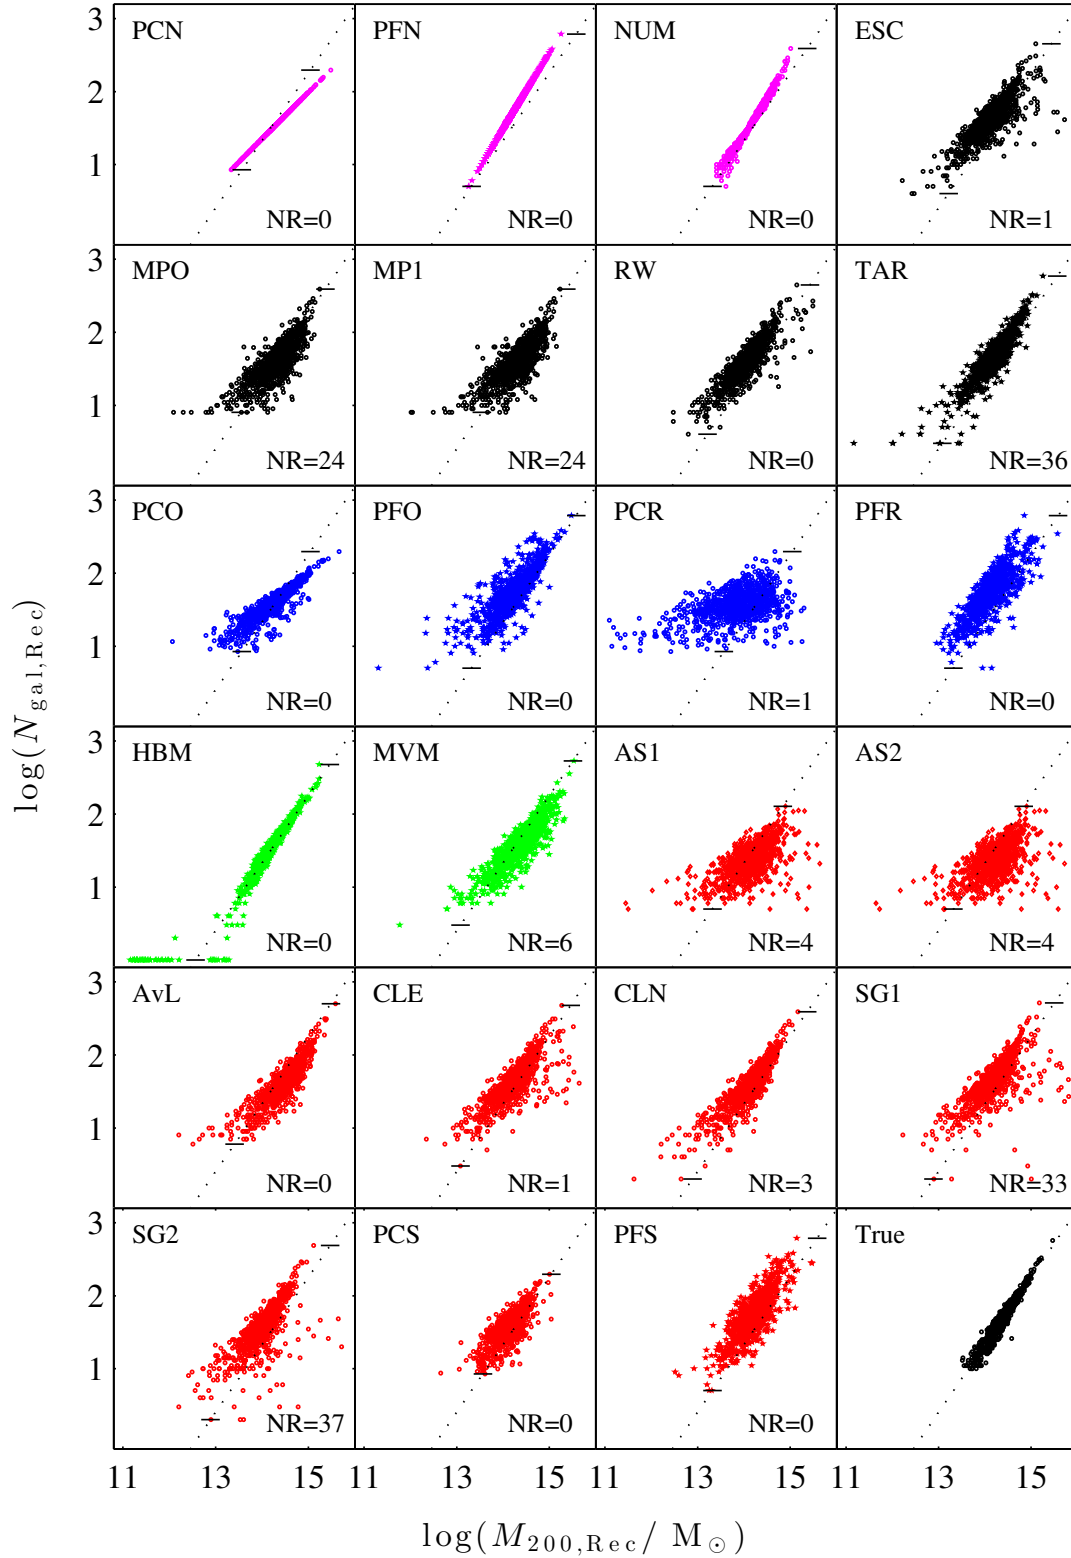 PCN PFN NUM ESC
3
2
1
NR=0 NR=0 NR=0 NR=1
MPO MP1 RW TAR
3
2
1
NR=24 NR=24 NR=0 NR=36
PCO PFO PCR PFR
3
2
1
NR=0 NR=0 NR=1 NR=0
HBM MVM AS1 AS2
3
2
1
NR=0 NR=6 NR=4 NR=4
AvL CLE CLN SG1
3
2
1
NR=0 NR=1 NR=3 NR=33
SG2 PCS PFS True
3
2
1
NR=37 NR=0 NR=0
11 13 15 11 13 15 11 13 15 11 13 15
log(M200,Rec/ M⊙)
log(Ngal,Rec)